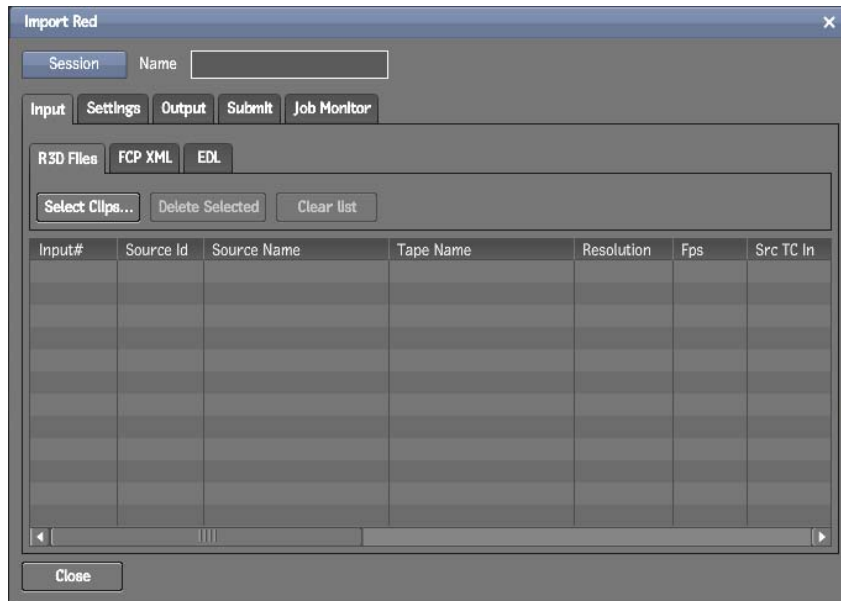 Import Red
Session Name
Input Settings Output Submit Job Monitor
R3D Files FCP XML EDL
Select Clips... Delete Selected Clear list
Input# Source Id Source Name Tape Name Resolution Fps Src TC In
Close